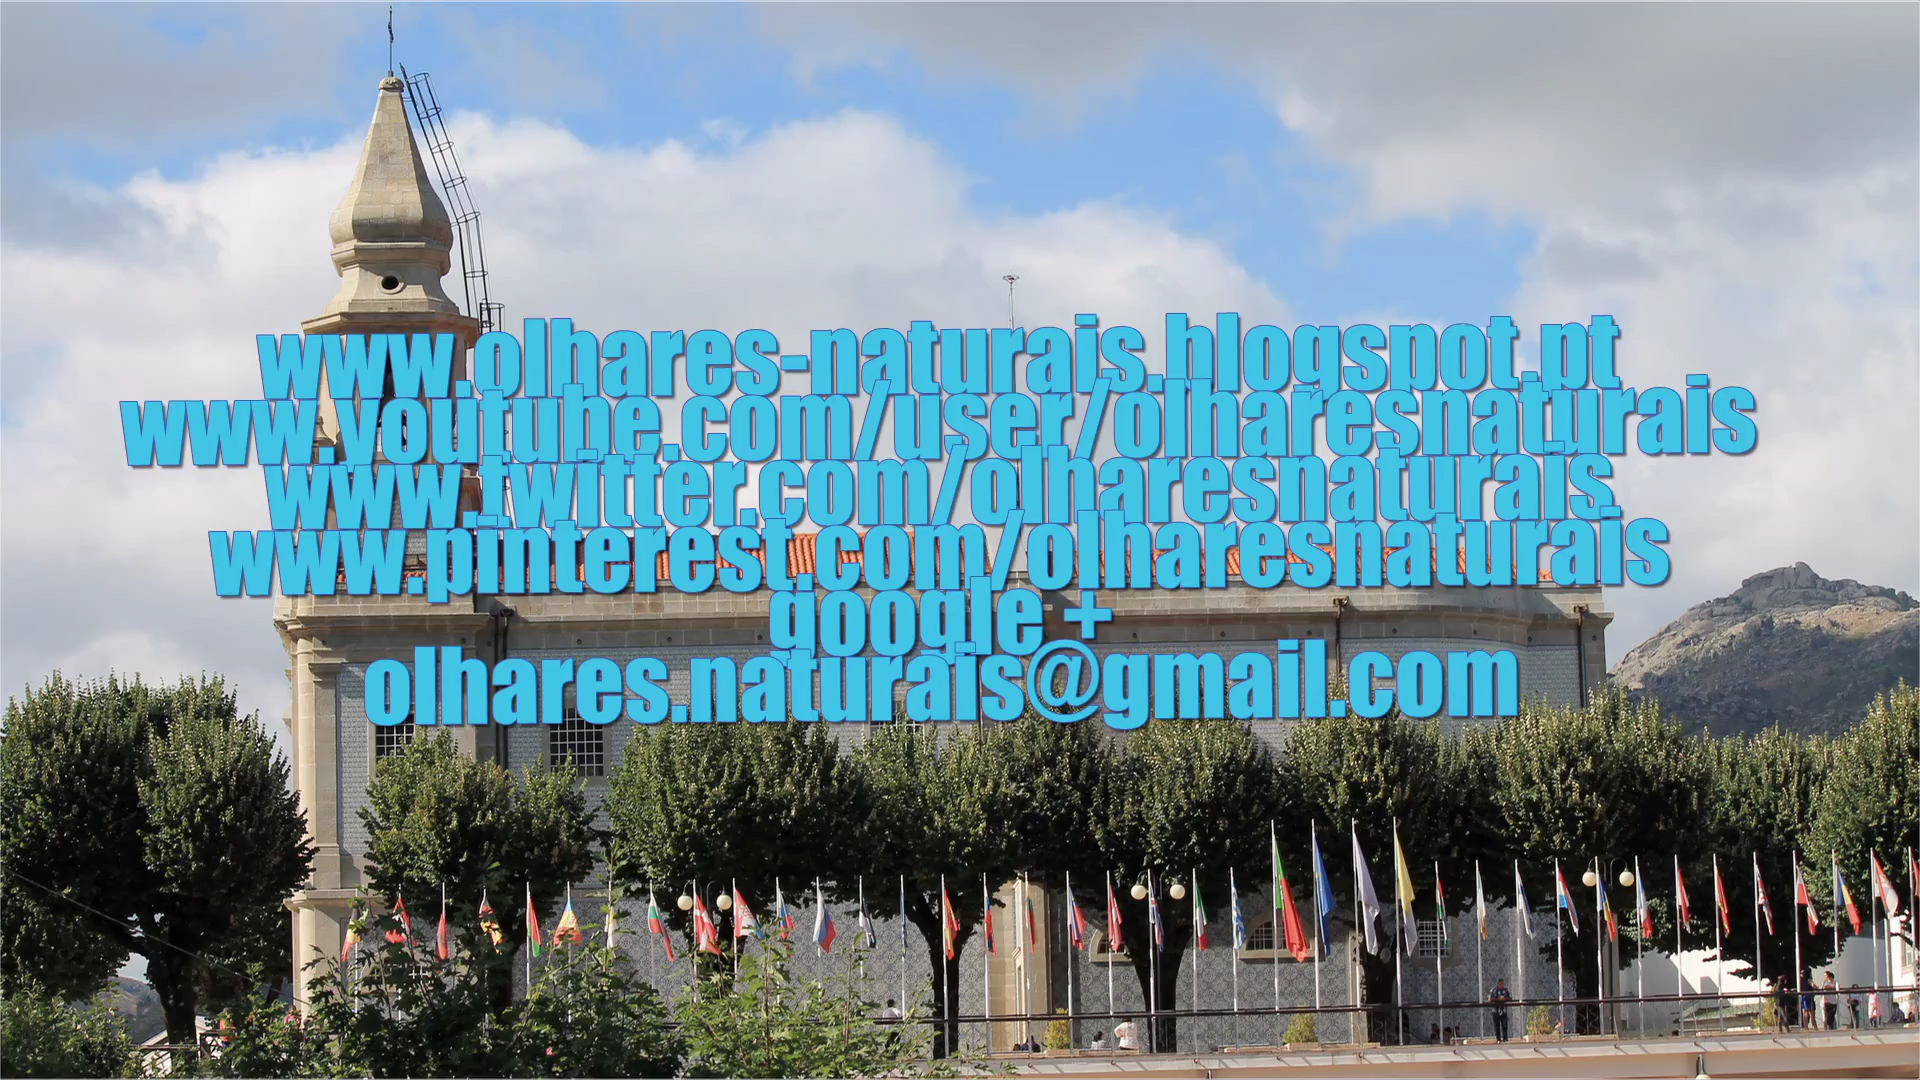 www.olhares-naturais.blogspot.pt
www.youtube.com/user/olharesnaturais
www.twitter.com/olharesnaturais
www.pinterest.com/olharesnaturais
google +
olhares.naturais@gmail.com